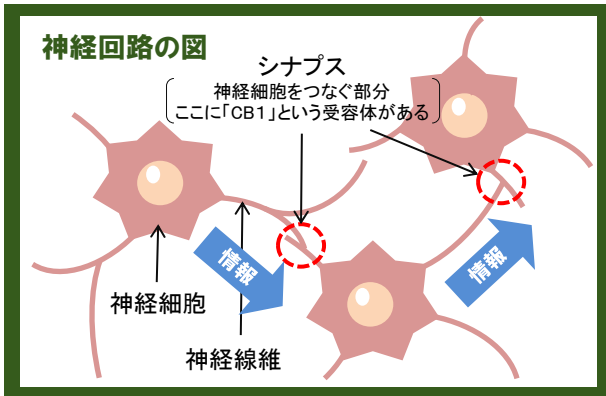 神経回路の図
シナプス
神経細胞をつなぐ部分
ここに「CB1」という受容体がある
情報
情報
神経細胞
神経線維